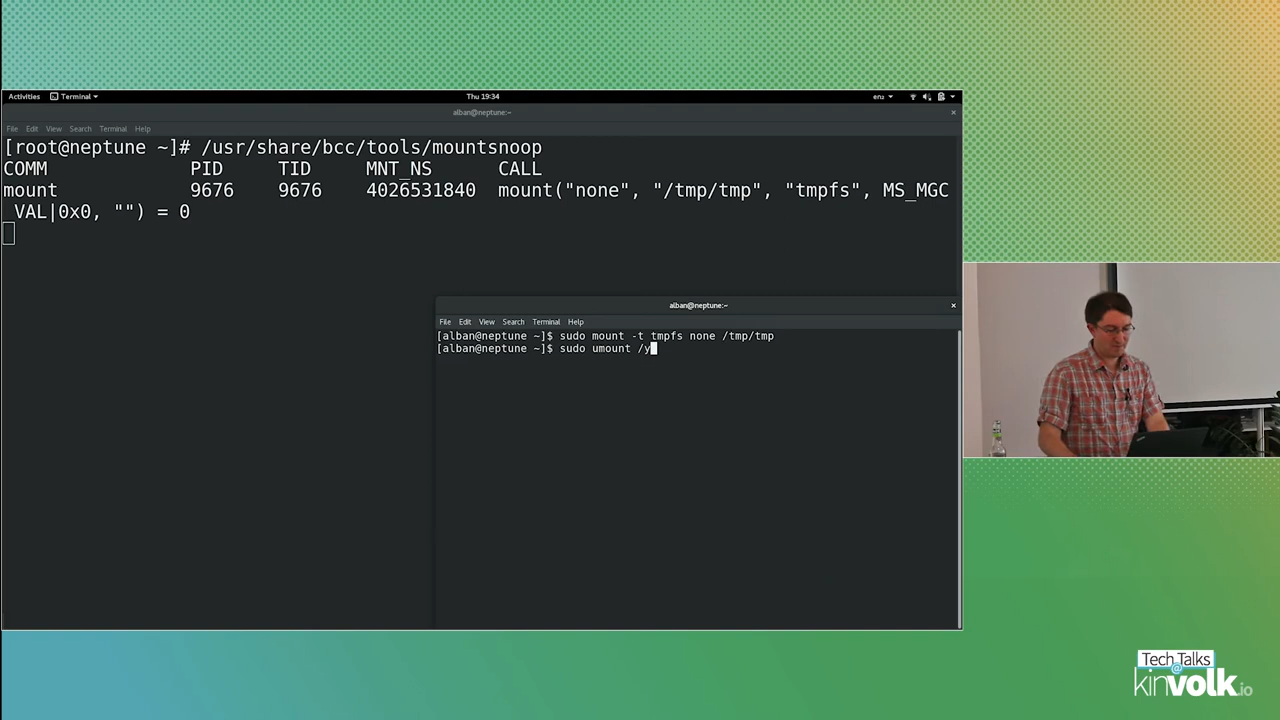 Activities Terminal Thu 19:34 en₂
alban@neptune:~ ×
File Edit View Search Terminal Help
[root@neptune ~]# /usr/share/bcc/tools/mountsnoop
COMM PID TID MNT_NS CALL
mount 9676 9676 4026531840 mount("none", "/tmp/tmp", "tmpfs", MS_MGC
_VAL|0x0, "") = 0
alban@neptune:~ ×
File Edit View Search Terminal Help
[alban@neptune ~]$ sudo mount -t tmpfs none /tmp/tmp
[alban@neptune ~]$ sudo umount /y
Tech Talks
@
kinvolk.io